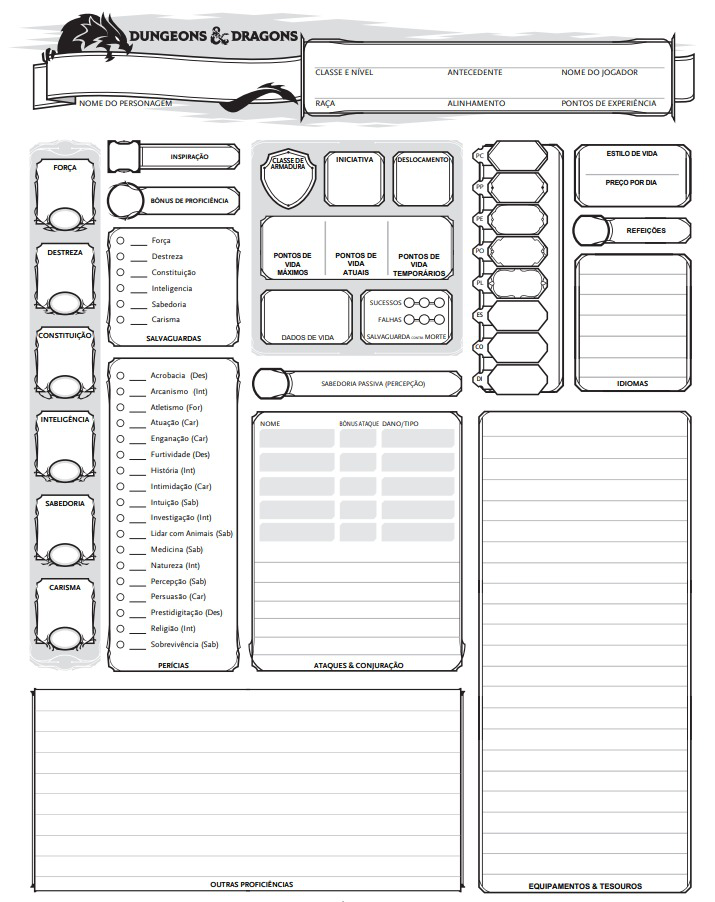 DUNGEONS & DRAGONS
CLASSE E NÍVEL ANTECEDENTE NOME DO JOGADOR
NOME DO PERSONAGEM
RAÇA ALINHAMENTO PONTOS DE EXPERIÊNCIA
FORÇA
DESTREZA
CONSTITUIÇÃO
INTELIGÊNCIA
SABEDORIA
CARISMA
INSPIRAÇÃO
BÔNUS DE PROFICIÊNCIA
Força
Destreza
Constituição
Inteligencia
Sabedoria
Carisma
SALVAGUARDAS
Acrobacia (Des)
Arcanismo (Int)
Atletismo (For)
Atuação (Car)
Enganação (Car)
Furtividade (Des)
História (Int)
Intimidação (Car)
Intuição (Sab)
Investigação (Int)
Lidar com Animais (Sab)
Medicina (Sab)
Natureza (Int)
Percepção (Sab)
Persuasão (Car)
Prestidigitação (Des)
Religião (Int)
Sobrevivência (Sab)
PERÍCIAS
CLASSE DE
ARMADURA
INICIATIVA
DESLOCAMENTO
PONTOS DE
VIDA
MÁXIMOS
PONTOS DE
VIDA
ATUAIS
PONTOS DE
VIDA
TEMPORÁRIOS
DADOS DE VIDA
SUCESSOS
FALHAS
SALVAGUARDA CONTRA MORTE
SABEDORIA PASSIVA (PERCEPÇÃO)
NOME BÔNUS ATAQUE DANO/TIPO
ATAQUES & CONJURAÇÃO
PC
PP
PE
PO
PL
ES
CO
DI
ESTILO DE VIDA
PREÇO POR DIA
REFEIÇÕES
IDIOMAS
OUTRAS PROFICIÊNCIAS
EQUIPAMENTOS & TESOUROS